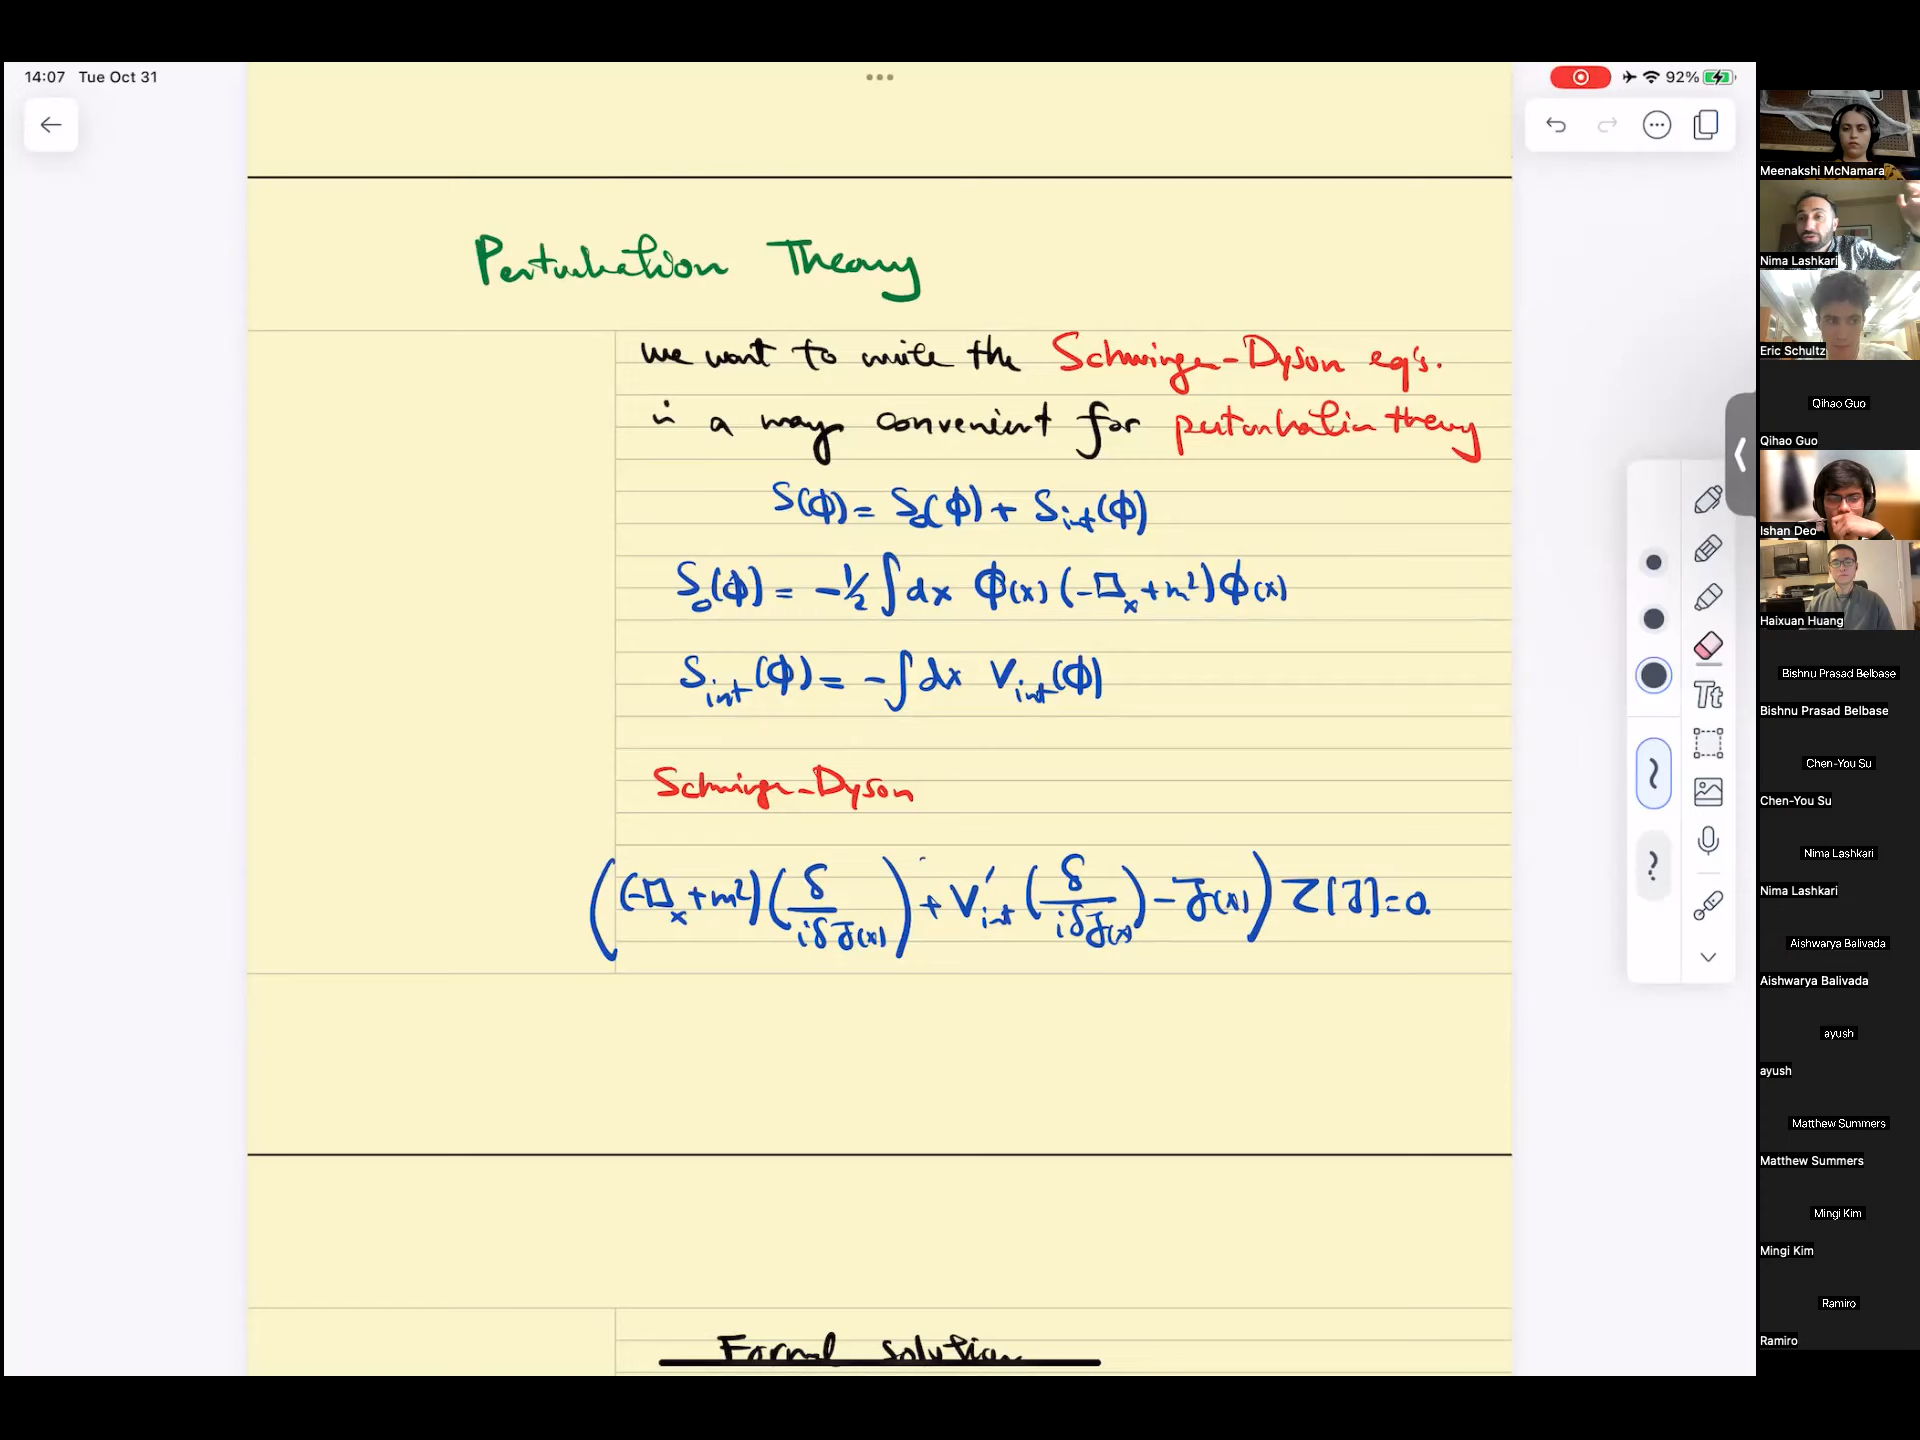 14:07 Tue Oct 31
92%
Perturbation Theory
we want to write the Schwinger-Dyson eq's.
in a way convenient for perturbation theory
S(ϕ) = S₀(ϕ) + S_int(ϕ)
S₀(ϕ) = -½ ∫dx ϕ(x) (-□ₓ + m²) ϕ(x)
S_int(ϕ) = -∫dx V_int(ϕ)
Schwinger-Dyson
((-□ₓ + m²) (δ/iδJ(x)) + V'_int (δ/iδJ(x)) - J(x)) Z[J] = 0.
Formal solution
Tt
Meenakshi McNamara
Nima Lashkari
Eric Schultz
Qihao Guo
Qihao Guo
Ishan Deo
Haixuan Huang
Bishnu Prasad Belbase
Bishnu Prasad Belbase
Chen-You Su
Chen-You Su
Nima Lashkari
Nima Lashkari
Aishwarya Balivada
Aishwarya Balivada
ayush
ayush
Matthew Summers
Matthew Summers
Mingi Kim
Mingi Kim
Ramiro
Ramiro